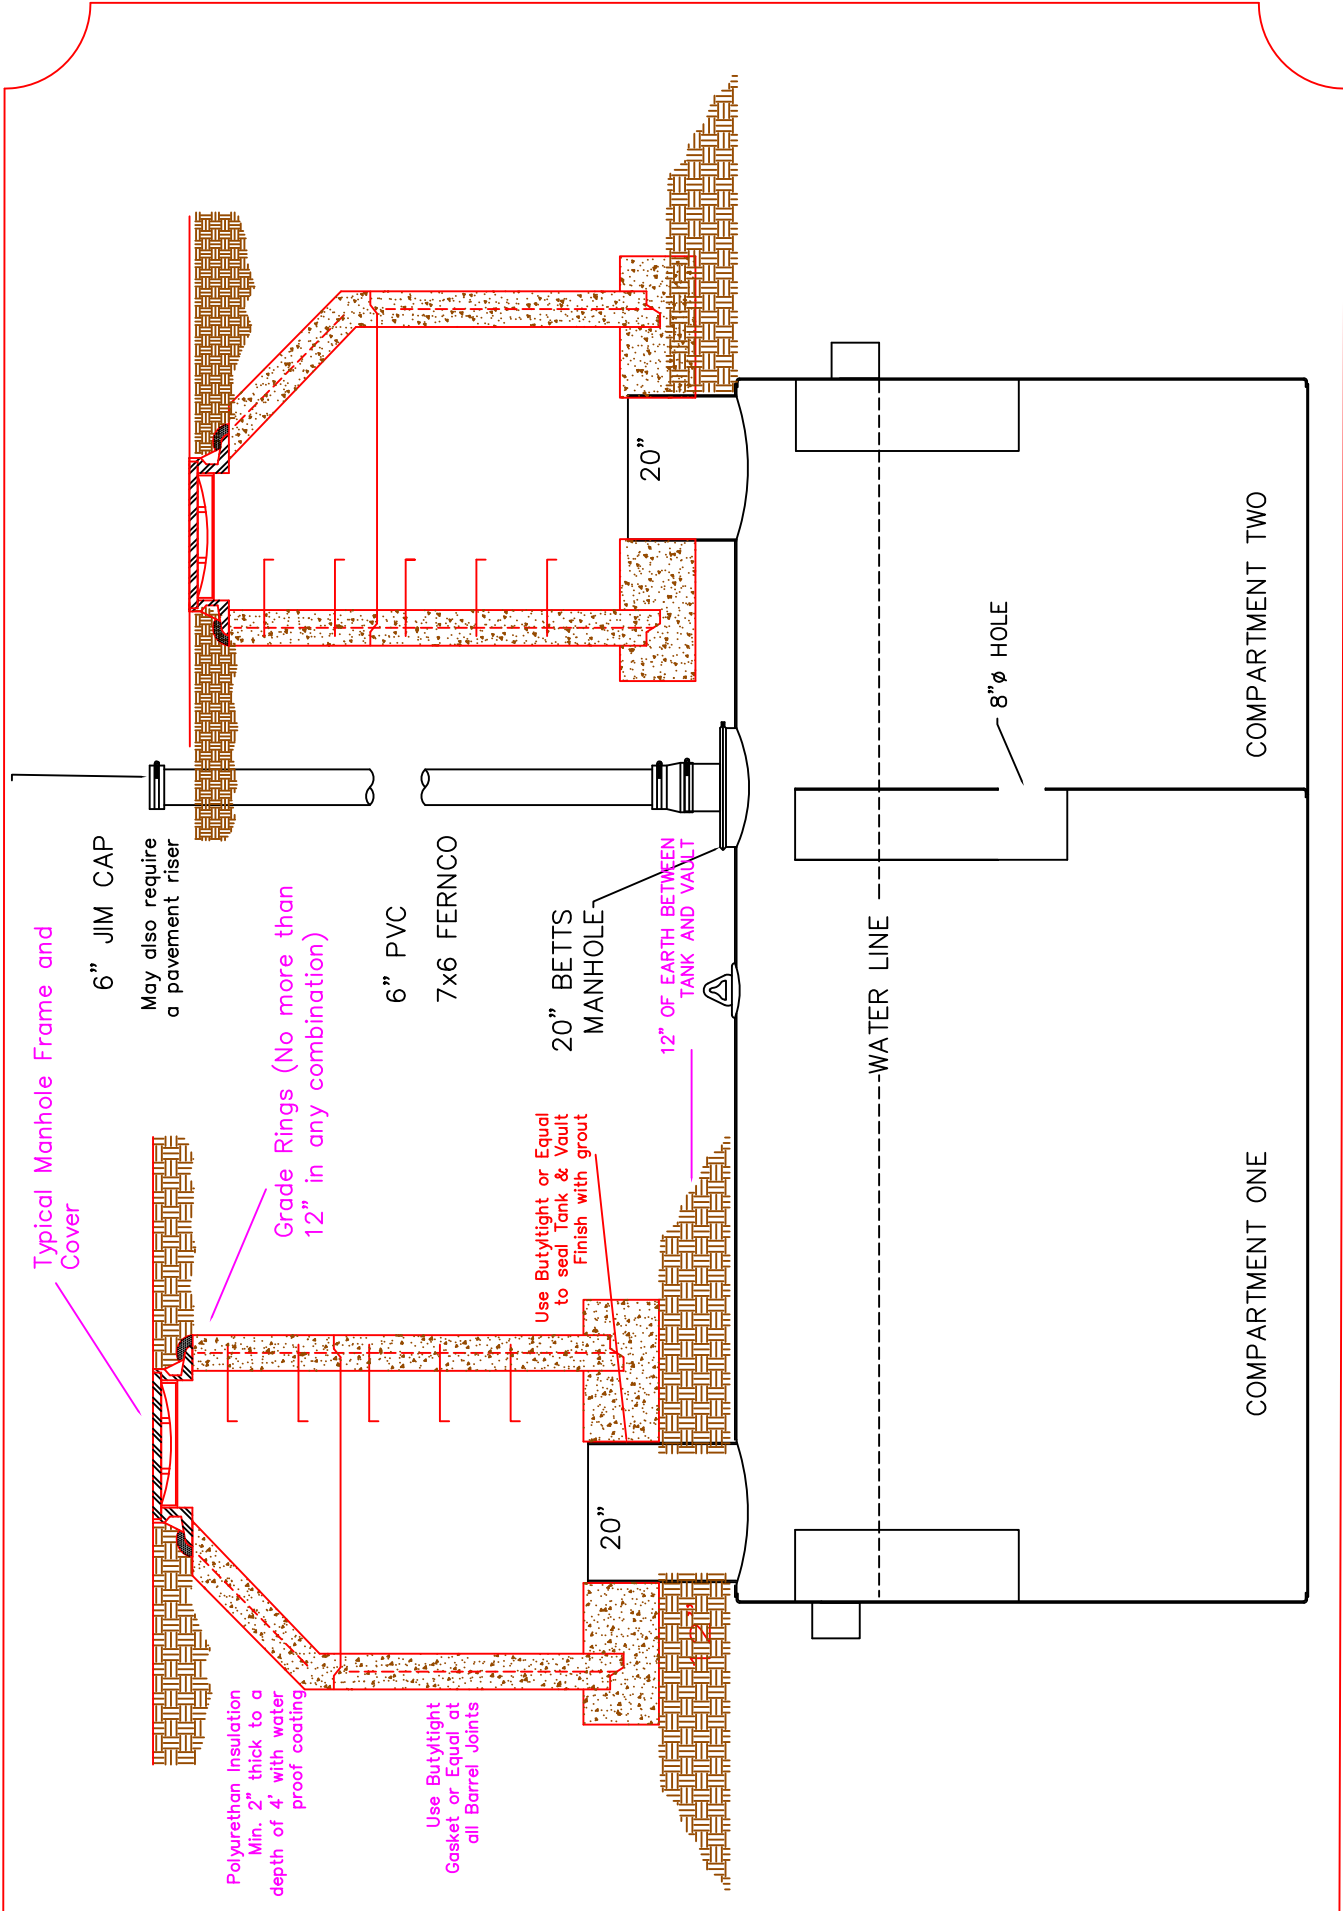 Typical Manhole Frame and
Cover
6" JIM CAP
May also require
a pavement riser
Grade Rings (No more than
12" in any combination)
Polyurethan Insulation
Min. 2" thick to a
depth of 4' with water
proof coating
6" PVC
7x6 FERNCO
Use Butyltight
Gasket or Equal at
all Barrel Joints
Use Butyltight or Equal
to seal Tank & Vault
Finish with grout
20" BETTS
MANHOLE
12" OF EARTH BETWEEN
TANK AND VAULT
20"
20"
12"
WATER LINE
8"ø HOLE
COMPARTMENT ONE
COMPARTMENT TWO